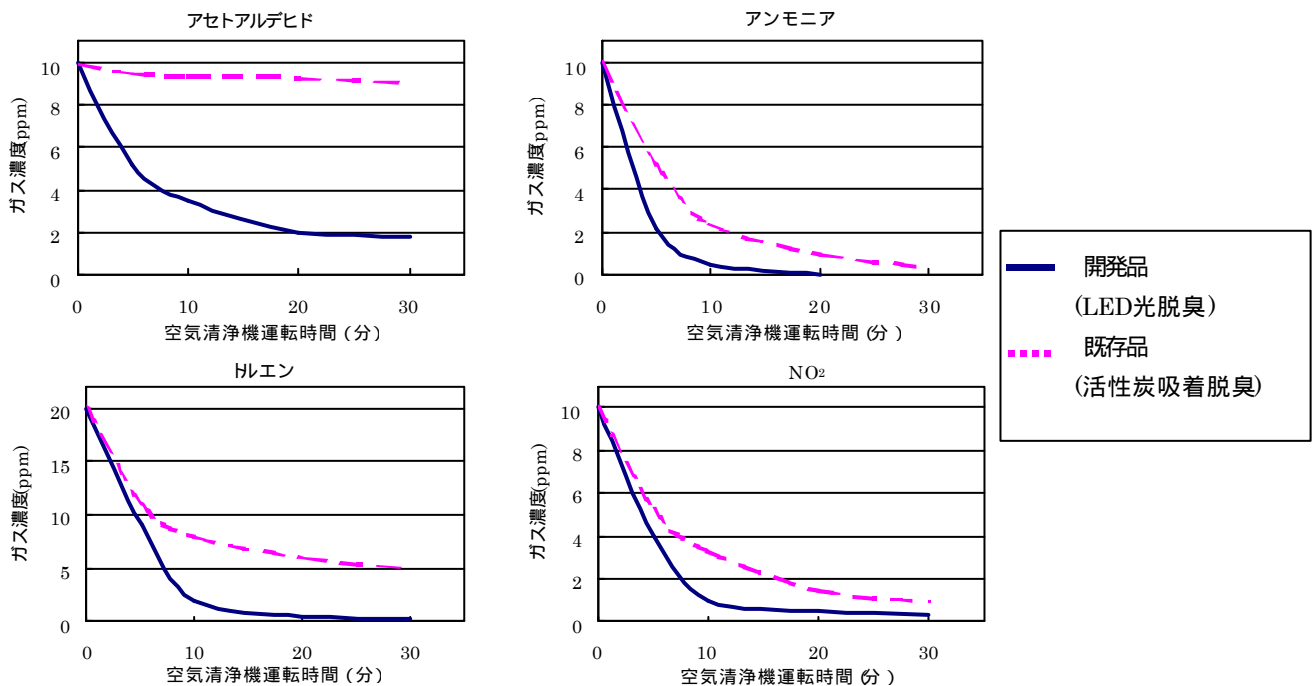 アセトアルデヒド
ガス濃度(ppm)
10
8
6
4
2
0
0 10 20 30
空気清浄機運転時間（分）
アンモニア
ガス濃度(ppm)
10
8
6
4
2
0
0 10 20 30
空気清浄機運転時間（分）
トルエン
ガス濃度(ppm)
20
15
10
5
0
0 10 20 30
空気清浄機運転時間（分）
NO2
ガス濃度(ppm)
10
8
6
4
2
0
0 10 20 30
空気清浄機運転時間（分）
開発品
(LED光脱臭)
既存品
(活性炭吸着脱臭)